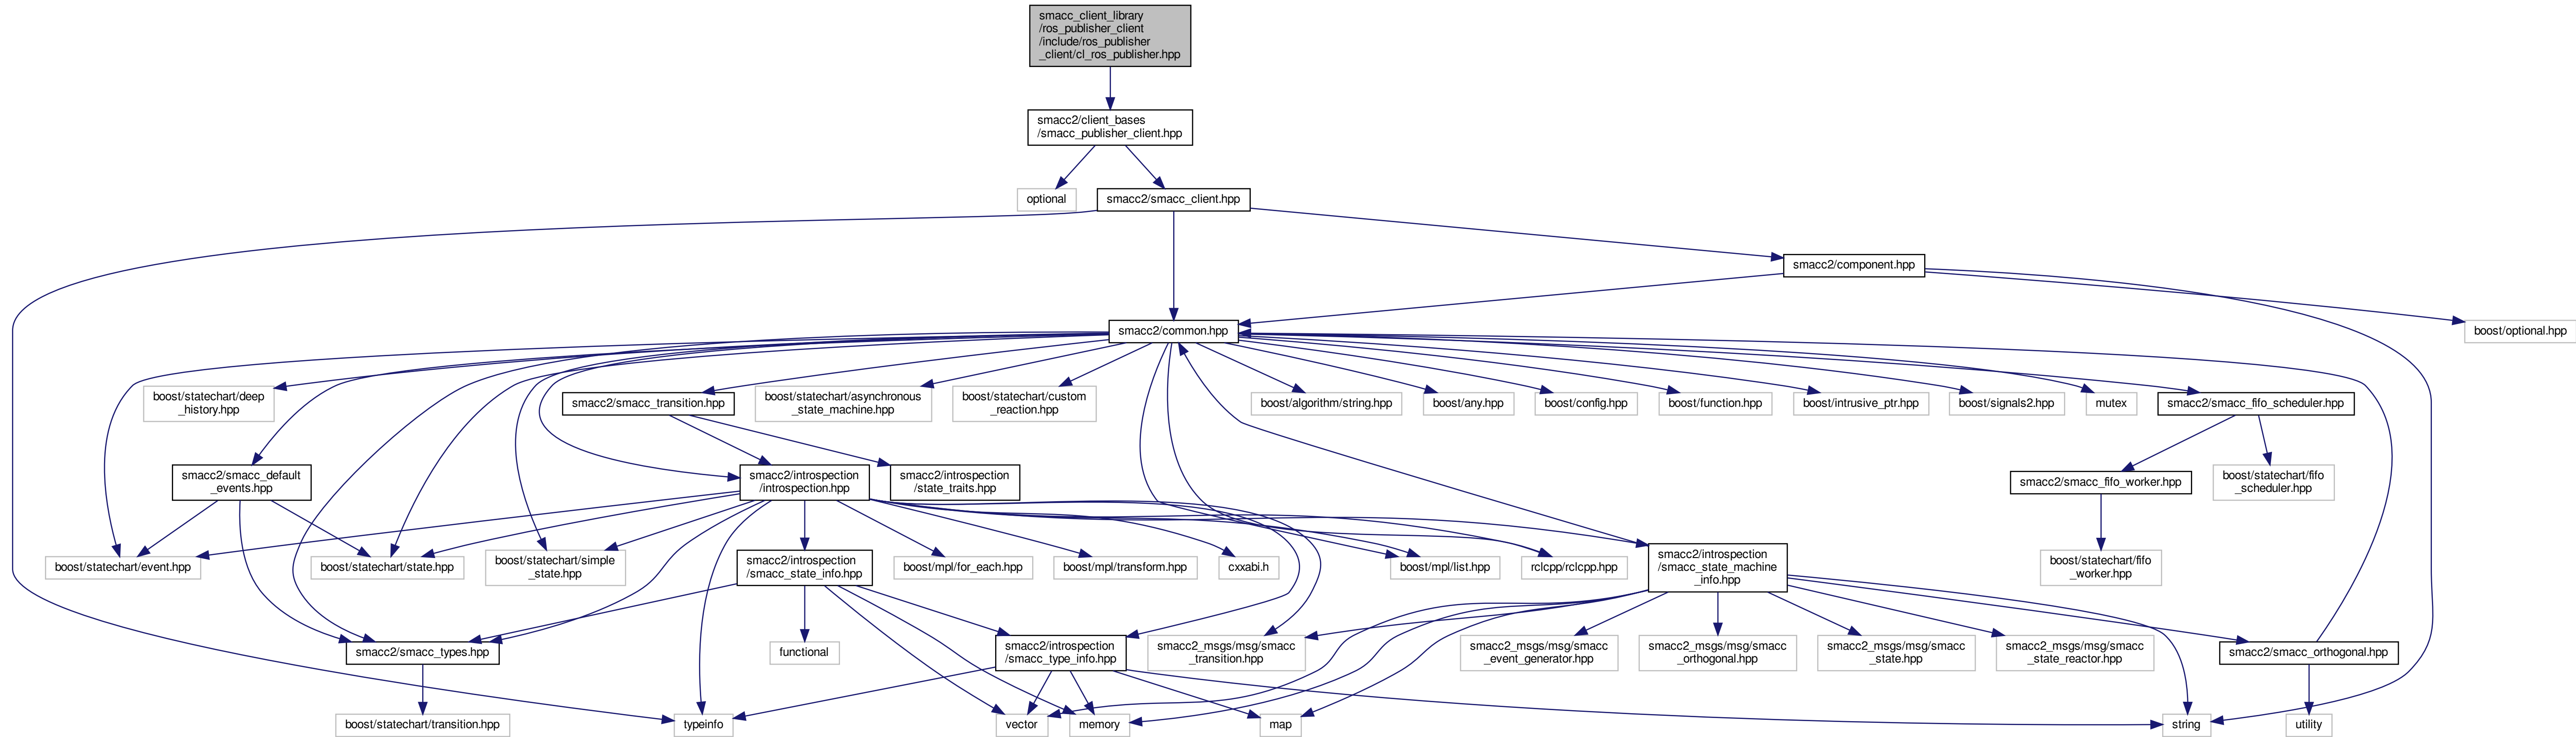 smacc_client_library
/ros_publisher_client
/include/ros_publisher
_client/cl_ros_publisher.hpp
smacc2/client_bases
/smacc_publisher_client.hpp
optional
smacc2/smacc_client.hpp
smacc2/component.hpp
smacc2/common.hpp
boost/optional.hpp
boost/statechart/deep
_history.hpp
smacc2/smacc_transition.hpp
boost/statechart/asynchronous
_state_machine.hpp
boost/statechart/custom
_reaction.hpp
boost/algorithm/string.hpp
boost/any.hpp
boost/config.hpp
boost/function.hpp
boost/intrusive_ptr.hpp
boost/signals2.hpp
mutex
smacc2/smacc_fifo_scheduler.hpp
smacc2/smacc_default
_events.hpp
smacc2/introspection
/introspection.hpp
smacc2/introspection
/state_traits.hpp
smacc2/smacc_fifo_worker.hpp
boost/statechart/fifo
_scheduler.hpp
boost/statechart/event.hpp
boost/statechart/state.hpp
boost/statechart/simple
_state.hpp
smacc2/introspection
/smacc_state_info.hpp
boost/mpl/for_each.hpp
boost/mpl/transform.hpp
cxxabi.h
boost/mpl/list.hpp
rclcpp/rclcpp.hpp
smacc2/introspection
/smacc_state_machine
_info.hpp
boost/statechart/fifo
_worker.hpp
smacc2/smacc_types.hpp
functional
smacc2/introspection
/smacc_type_info.hpp
smacc2_msgs/msg/smacc
_transition.hpp
smacc2_msgs/msg/smacc
_event_generator.hpp
smacc2_msgs/msg/smacc
_orthogonal.hpp
smacc2_msgs/msg/smacc
_state.hpp
smacc2_msgs/msg/smacc
_state_reactor.hpp
smacc2/smacc_orthogonal.hpp
boost/statechart/transition.hpp
typeinfo
vector
memory
map
string
utility